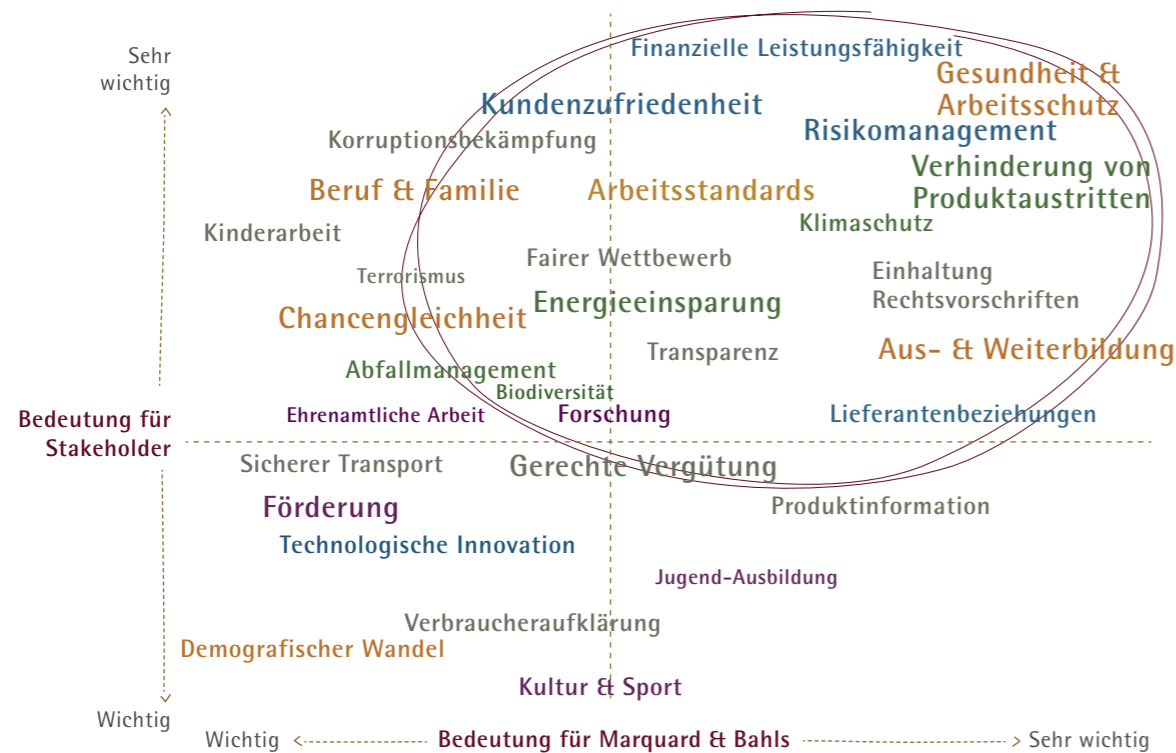 Sehr
wichtig
Finanzielle Leistungsfähigkeit
Gesundheit &
Arbeitsschutz
Kundenzufriedenheit
Risikomanagement
Korruptionsbekämpfung
Verhinderung von
Produktaustritten
Beruf & Familie
Arbeitsstandards
Klimaschutz
Kinderarbeit
Fairer Wettbewerb
Terrorismus
Einhaltung
Rechtsvorschriften
Energieeinsparung
Chancengleichheit
Transparenz
Aus- & Weiterbildung
Abfallmanagement
Biodiversität
Ehrenamtliche Arbeit
Forschung
Lieferantenbeziehungen
Bedeutung für
Stakeholder
Sicherer Transport
Gerechte Vergütung
Förderung
Produktinformation
Technologische Innovation
Jugend-Ausbildung
Verbraucheraufklärung
Demografischer Wandel
Kultur & Sport
Wichtig
Wichtig
Bedeutung für Marquard & Bahls
Sehr wichtig